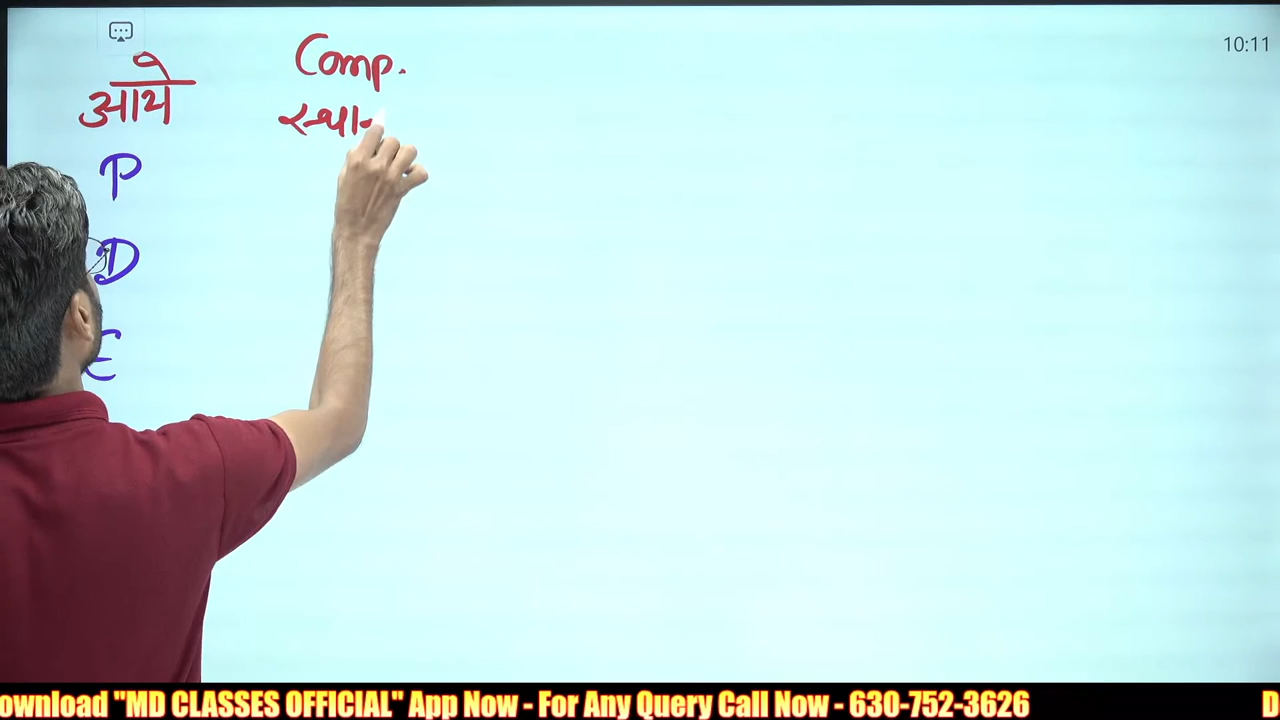 10:11
Comp.
आये
स्थान
P
D
E
ownload "MD CLASSES OFFICIAL" App Now - For Any Query Call Now - 630-752-3626 D